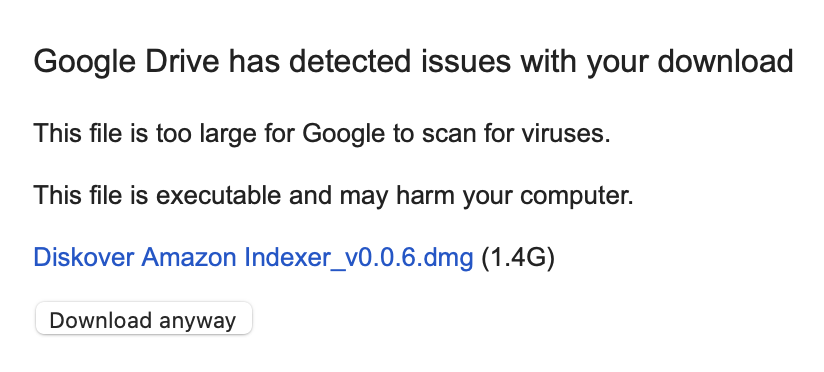 Google Drive has detected issues with your download
This file is too large for Google to scan for viruses.
This file is executable and may harm your computer.
Diskover Amazon Indexer_v0.0.6.dmg (1.4G)
Download anyway